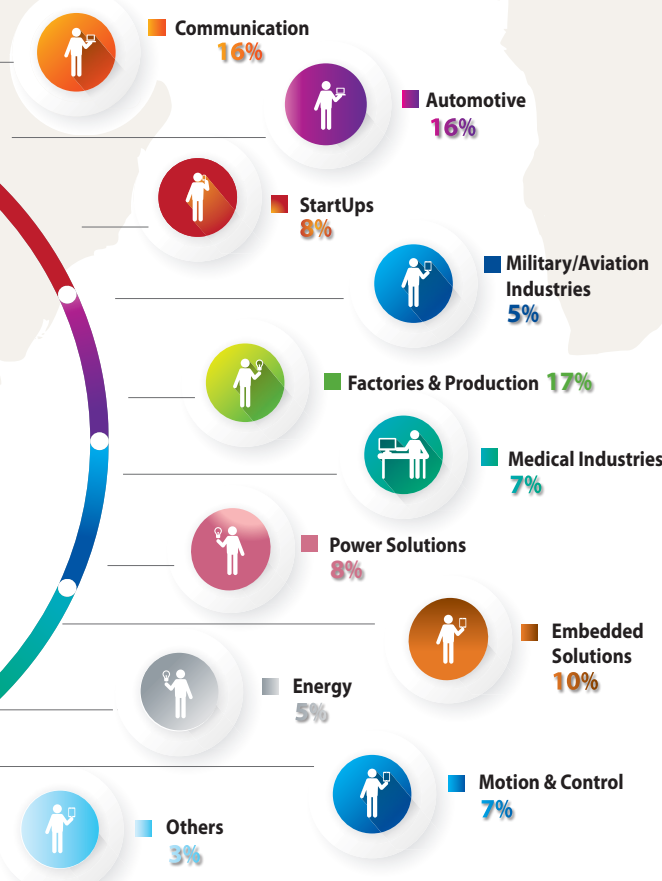 Communication
16%
Automotive
16%
StartUps
8%
Military/Aviation
Industries
5%
Factories & Production 17%
Medical Industries
7%
Power Solutions
8%
Embedded
Solutions
10%
Energy
5%
Motion & Control
7%
Others
3%